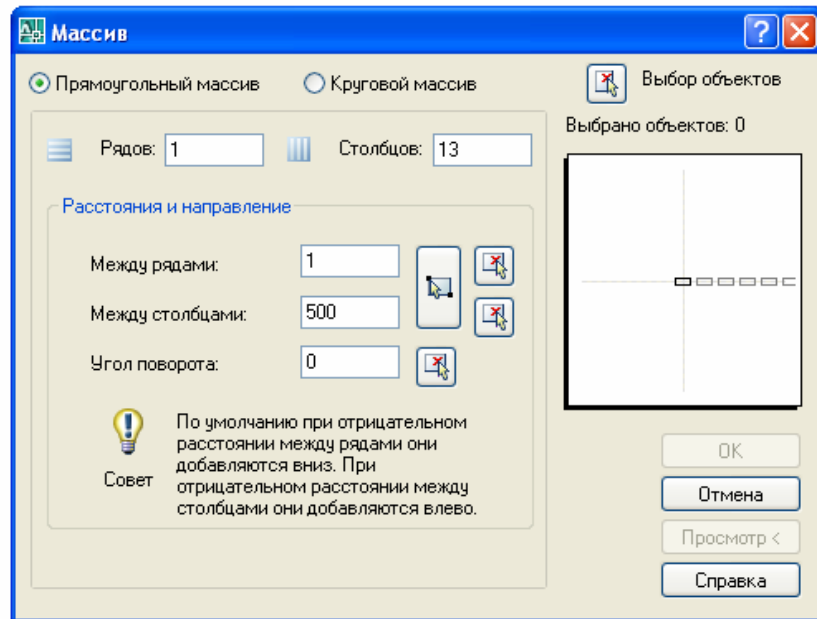 Массив
Прямоугольный массив
Круговой массив
Выбор объектов
Выбрано объектов: 0
Рядов: 1
Столбцов: 13
Расстояния и направление
Между рядами: 1
Между столбцами: 500
Угол поворота: 0
Совет
По умолчанию при отрицательном
расстоянии между рядами они
добавляются вниз. При
отрицательном расстоянии между
столбцами они добавляются влево.
OK
Отмена
Просмотр <
Справка